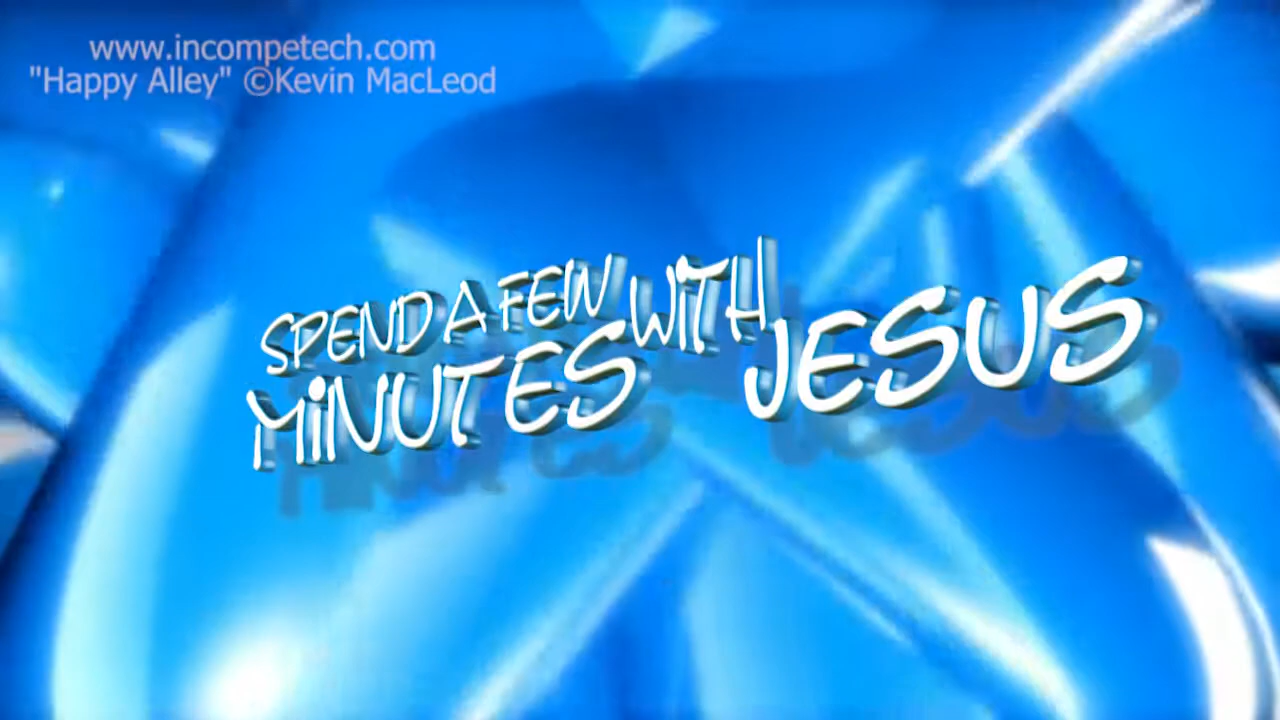 www.incompetech.com
"Happy Alley" ©Kevin MacLeod
SPEND A FEW
MiNUTES
WiTH
JESUS